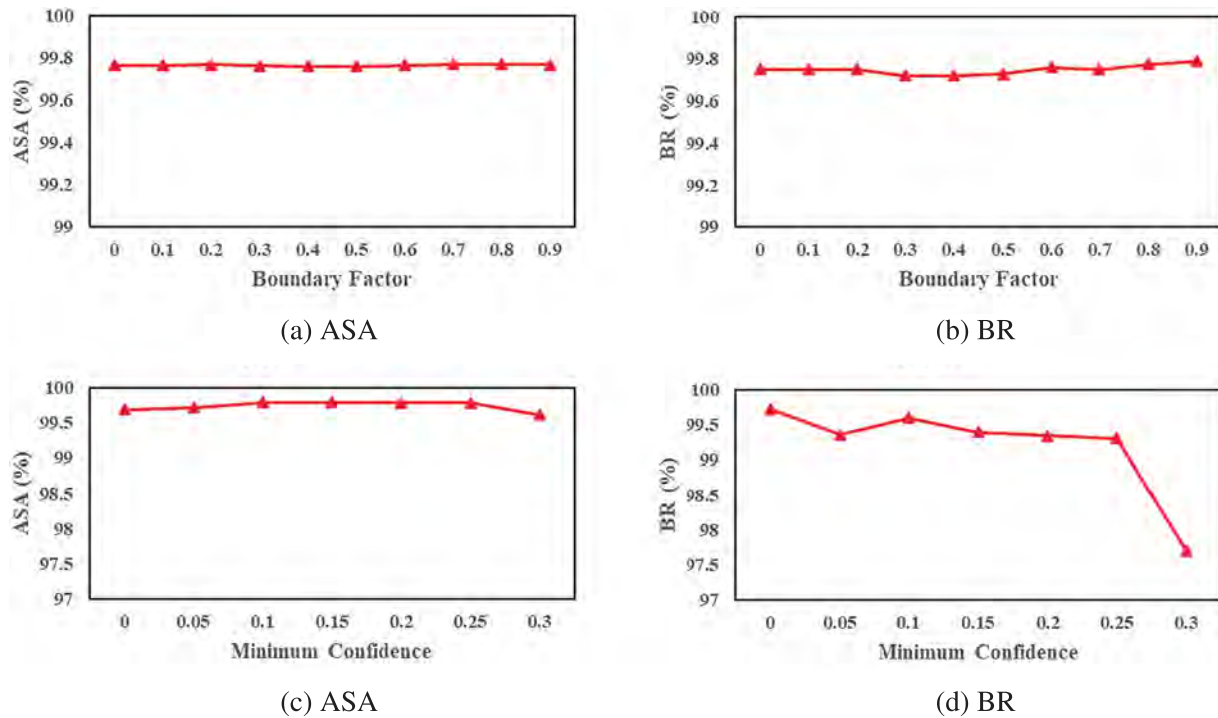 100
99.8
99.6
99.4
99.2
99
ASA (%)
0 0.1 0.2 0.3 0.4 0.5 0.6 0.7 0.8 0.9
Boundary Factor
(a) ASA
100
99.8
99.6
99.4
99.2
99
BR (%)
0 0.1 0.2 0.3 0.4 0.5 0.6 0.7 0.8 0.9
Boundary Factor
(b) BR
100
99.5
99
98.5
98
97.5
97
ASA (%)
0 0.05 0.1 0.15 0.2 0.25 0.3
Minimum Confidence
(c) ASA
100
99.5
99
98.5
98
97.5
97
BR (%)
0 0.05 0.1 0.15 0.2 0.25 0.3
Minimum Confidence
(d) BR